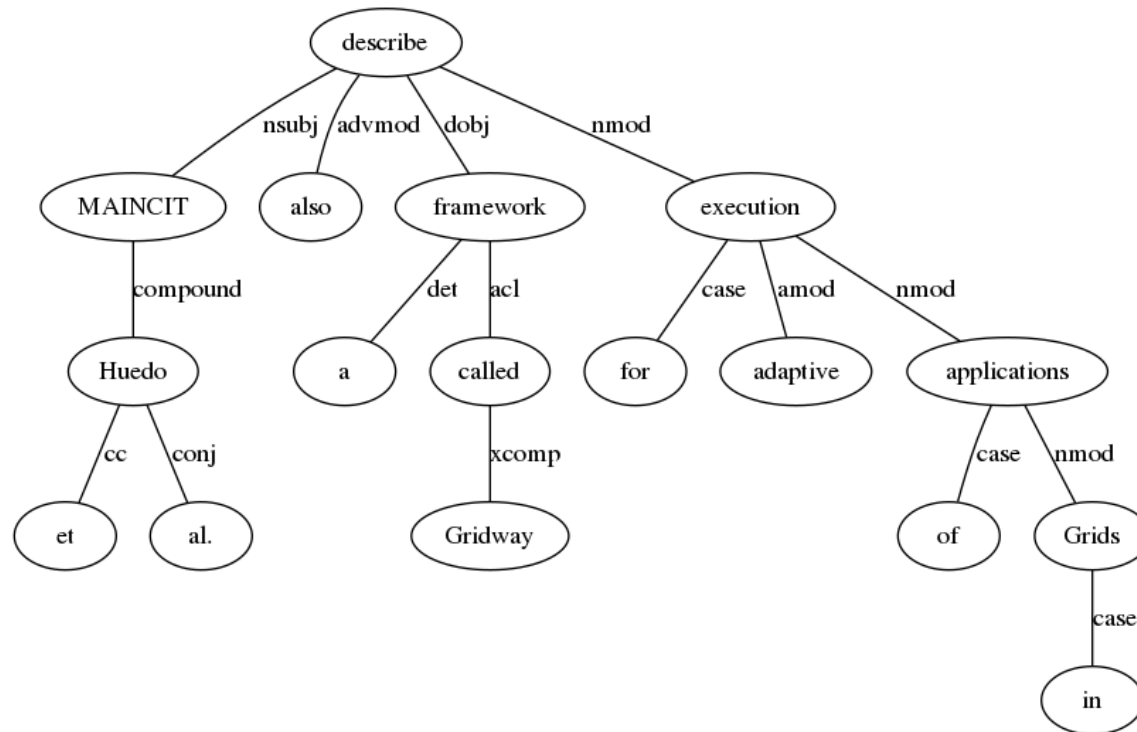 describe
nsubj advmod dobj nmod
MAINCIT also framework execution
compound det acl case amod nmod
Huedo a called for adaptive applications
cc conj xcomp case nmod
et al. Gridway of Grids
case
in